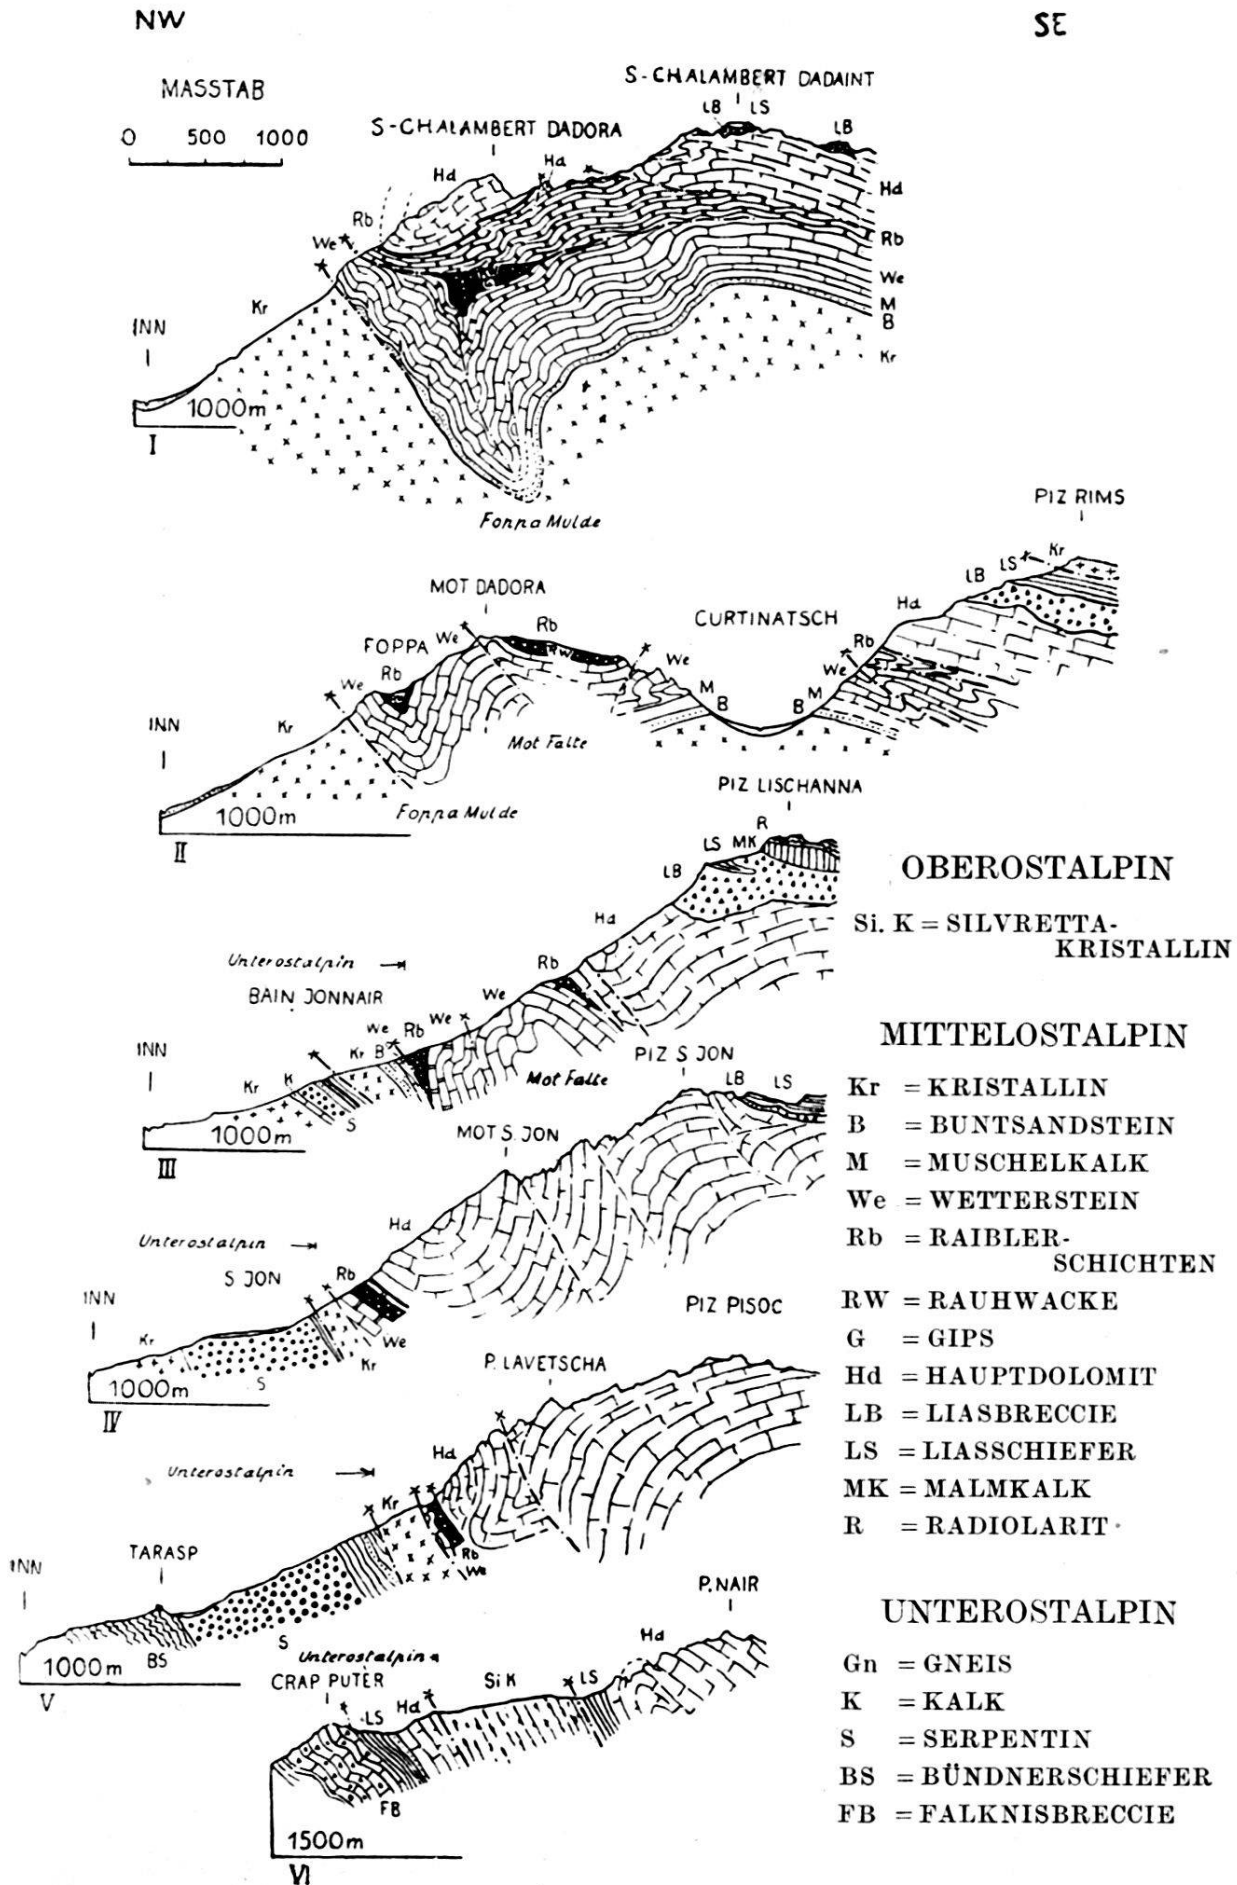 NW
SE
MASSTAB
0 500 1000
S-CHALAMBERT DADAINT
LB LS
LB
S-CHALAMBERT DADORA
Hd
Hd
Hd
Rb
Rb
We
We
M
B
Kr
Kr
INN
1000m
I
Foppa Mulde
PIZ RIMS
Kr
LS
LB
MOT DADORA
Rb
RW
We
FOPPA
Rb
We
CURTINATSCH
Hd
Rb
We
We
M
B
B
M
INN
Kr
Mot Falte
1000m
Foppa Mulde
II
PIZ LISCHANNA
R
LS MK
LB
Hd
Unterostalpin
BAIN JONNAIR
Rb
We
We
Rb
We
Kr B
INN
Kr
K
S
Mot Falte
1000m
III
PIZ S JON
LB LS
MOT S. JON
Hd
Unterostalpin
S JON
Rb
We
Kr
INN
Kr
S
1000m
IV
PIZ PISOC
P. LAVETSCHA
Hd
Unterostalpin
Kr
Rb
We
INN
TARASP
S
BS
1000m
V
P. NAIR
Hd
Unterostalpin
CRAP PUTER
LS
Hd
Si K
LS
FB
1500m
VI
OBEROSTALPIN
Si. K = SILVRETTA-
KRISTALLIN
MITTELOSTALPIN
Kr = KRISTALLIN
B = BUNTSANDSTEIN
M = MUSCHELKALK
We = WETTERSTEIN
Rb = RAIBLER-
SCHICHTEN
RW = RAUHWACKE
G = GIPS
Hd = HAUPTDOLOMIT
LB = LIASBRECCIE
LS = LIASSCHIEFER
MK = MALMKALK
R = RADIOLARIT
UNTEROSTALPIN
Gn = GNEIS
K = KALK
S = SERPENTIN
BS = BÜNDNERSCHIEFER
FB = FALKNISBRECCIE